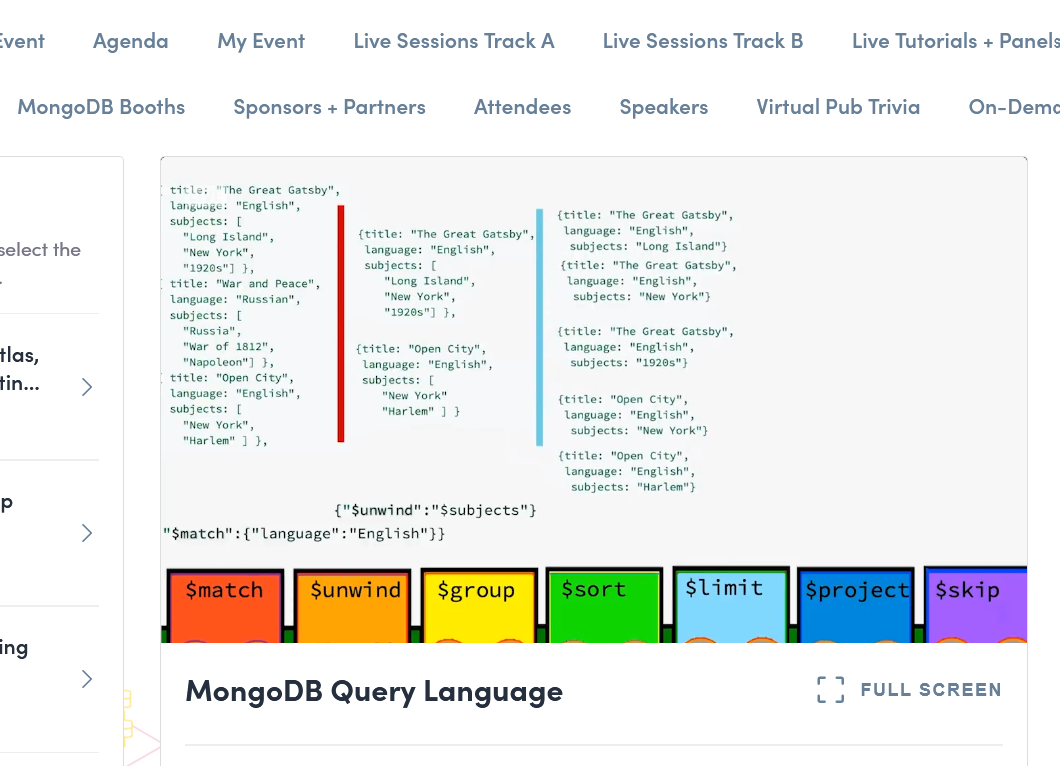 Event Agenda My Event Live Sessions Track A Live Sessions Track B Live Tutorials + Panels
MongoDB Booths Sponsors + Partners Attendees Speakers Virtual Pub Trivia On-Dema
select the
.
tlas,
tin...
p
ing
title: "The Great Gatsby",
language: "English",
subjects: [
"Long Island",
"New York",
"1920s"] },
title: "War and Peace",
language: "Russian",
subjects: [
"Russia",
"War of 1812",
"Napoleon"] },
title: "Open City",
language: "English",
subjects: [
"New York",
"Harlem" ] },
{title: "The Great Gatsby",
language: "English",
subjects: [
"Long Island",
"New York",
"1920s"] },
{title: "Open City",
language: "English",
subjects: [
"New York"
"Harlem" ] }
{title: "The Great Gatsby",
language: "English",
subjects: "Long Island"}
{title: "The Great Gatsby",
language: "English",
subjects: "New York"}
{title: "The Great Gatsby",
language: "English",
subjects: "1920s"}
{title: "Open City",
language: "English",
subjects: "New York"}
{title: "Open City",
language: "English",
subjects: "Harlem"}
{"$unwind":"$subjects"}
"$match":{"language":"English"}}
$match $unwind $group $sort $limit $project $skip
MongoDB Query Language
FULL SCREEN